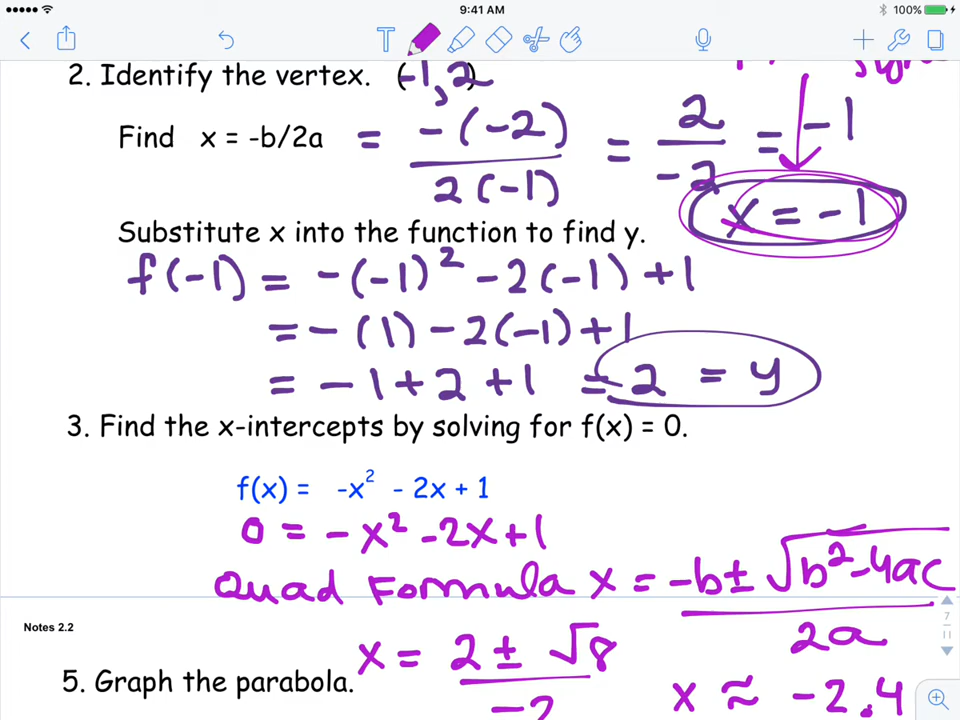 9:41 AM
100%
T
2. Identify the vertex. (-1, 2)
Find x = -b/2a = -(-2) / 2(-1) = 2 / -2 = -1
x = -1
Substitute x into the function to find y.
f(-1) = -(-1)² - 2(-1) + 1
= -(1) - 2(-1) + 1
= -1 + 2 + 1 = 2 = y
3. Find the x-intercepts by solving for f(x) = 0.
f(x) = -x² - 2x + 1
0 = -x² - 2x + 1
Quad Formula x = -b ± √b² - 4ac / 2a
7
11
Notes 2.2
x = 2 ± √8 / -2
x ≈ -2.4
5. Graph the parabola.